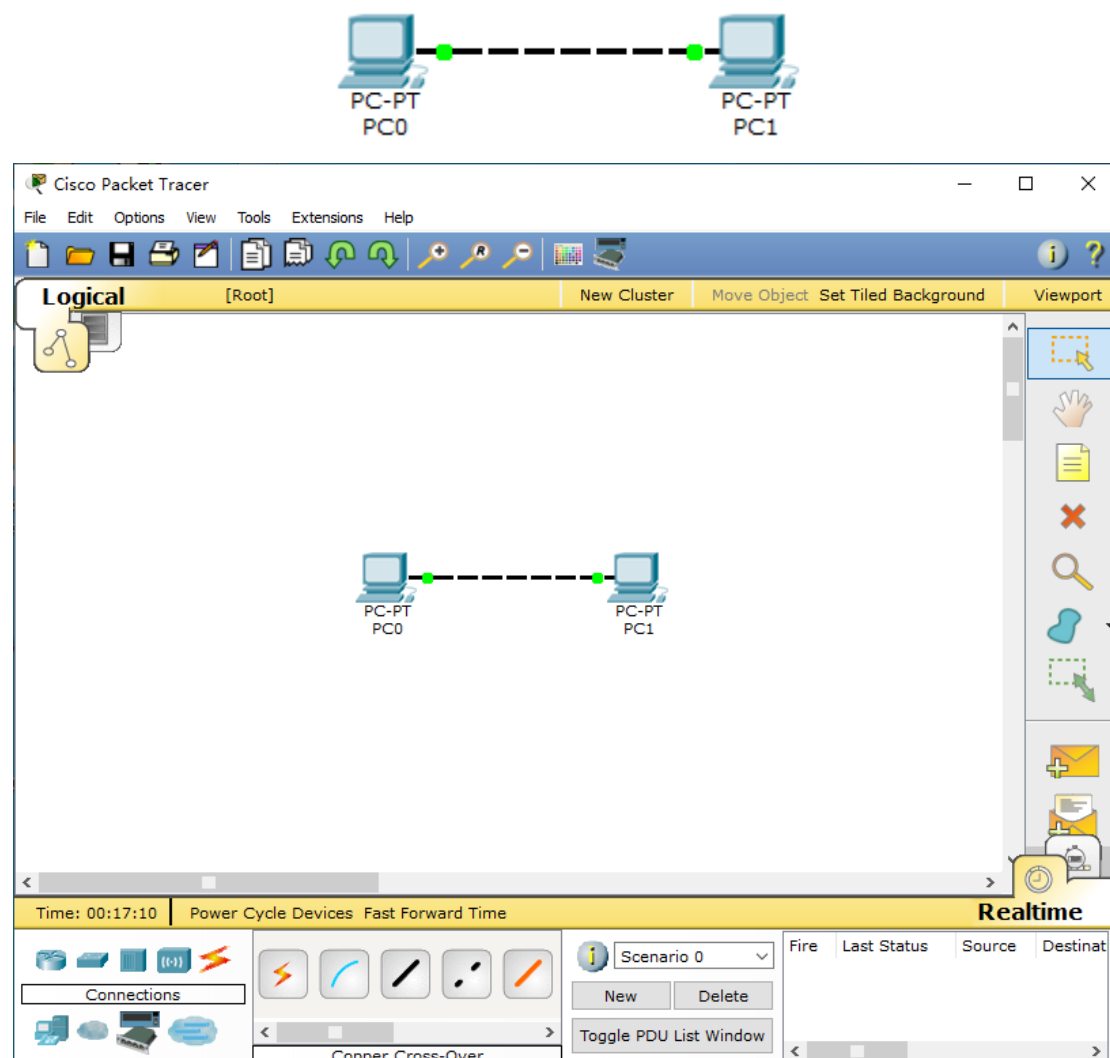 PC-PT PC-PT
PC0 PC1
Cisco Packet Tracer
File Edit Options View Tools Extensions Help
Logical [Root] New Cluster Move Object Set Tiled Background Viewport
PC-PT PC-PT
PC0 PC1
Time: 00:17:10 Power Cycle Devices Fast Forward Time Realtime
Scenario 0 Fire Last Status Source Destinat
Connections New Delete
Toggle PDU List Window
Copper Cross-Over